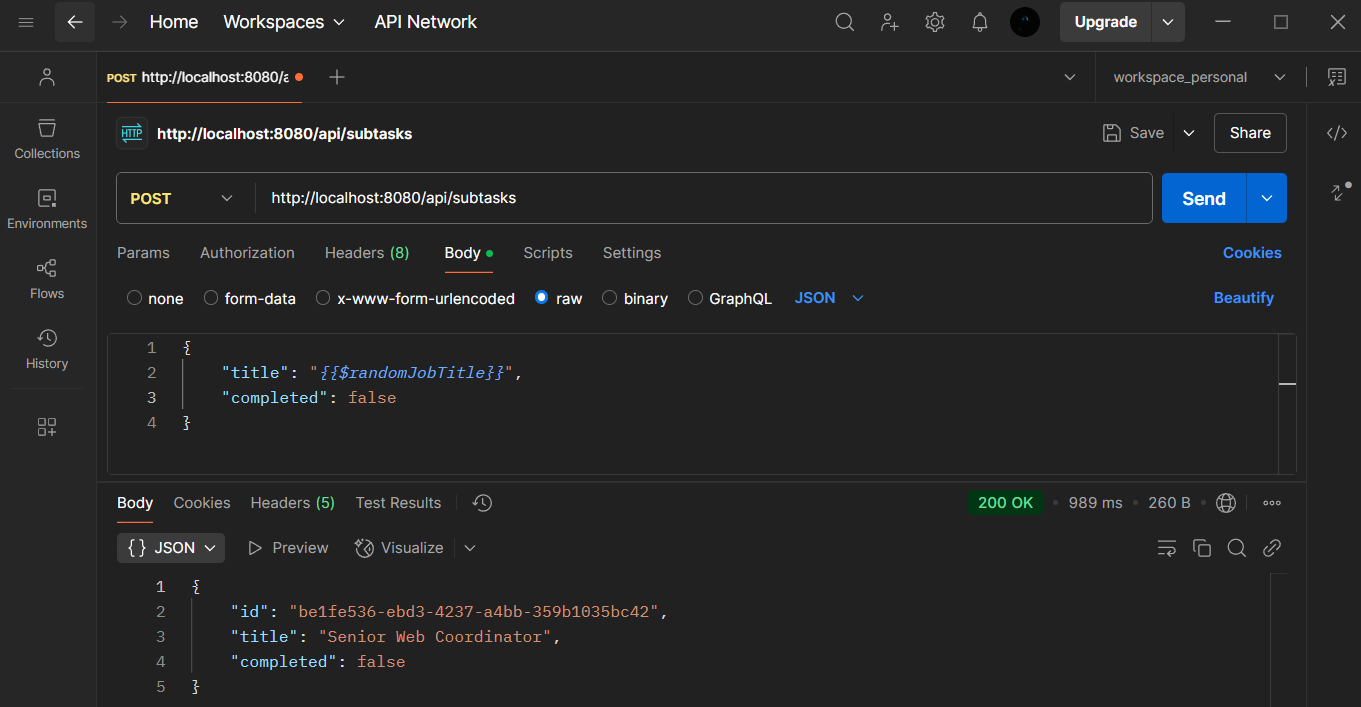 Home Workspaces API Network Upgrade
POST http://localhost:8080/a workspace_personal
HTTP http://localhost:8080/api/subtasks Save Share
Collections
POST http://localhost:8080/api/subtasks Send
Environments
Params Authorization Headers (8) Body Scripts Settings Cookies
Flows
none form-data x-www-form-urlencoded raw binary GraphQL JSON Beautify
History
1 {
2 "title": "{{$randomJobTitle}}",
3 "completed": false
4 }
Body Cookies Headers (5) Test Results 200 OK 989 ms 260 B
{} JSON Preview Visualize
1 {
2 "id": "be1fe536-ebd3-4237-a4bb-359b1035bc42",
3 "title": "Senior Web Coordinator",
4 "completed": false
5 }